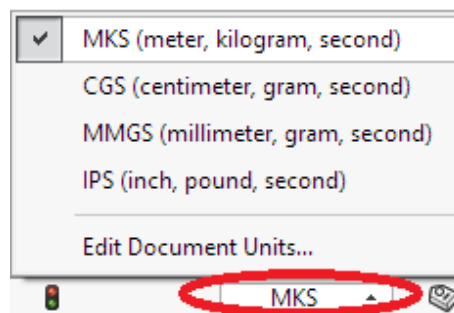 MKS (meter, kilogram, second)
CGS (centimeter, gram, second)
MMGS (millimeter, gram, second)
IPS (inch, pound, second)
Edit Document Units...
MKS